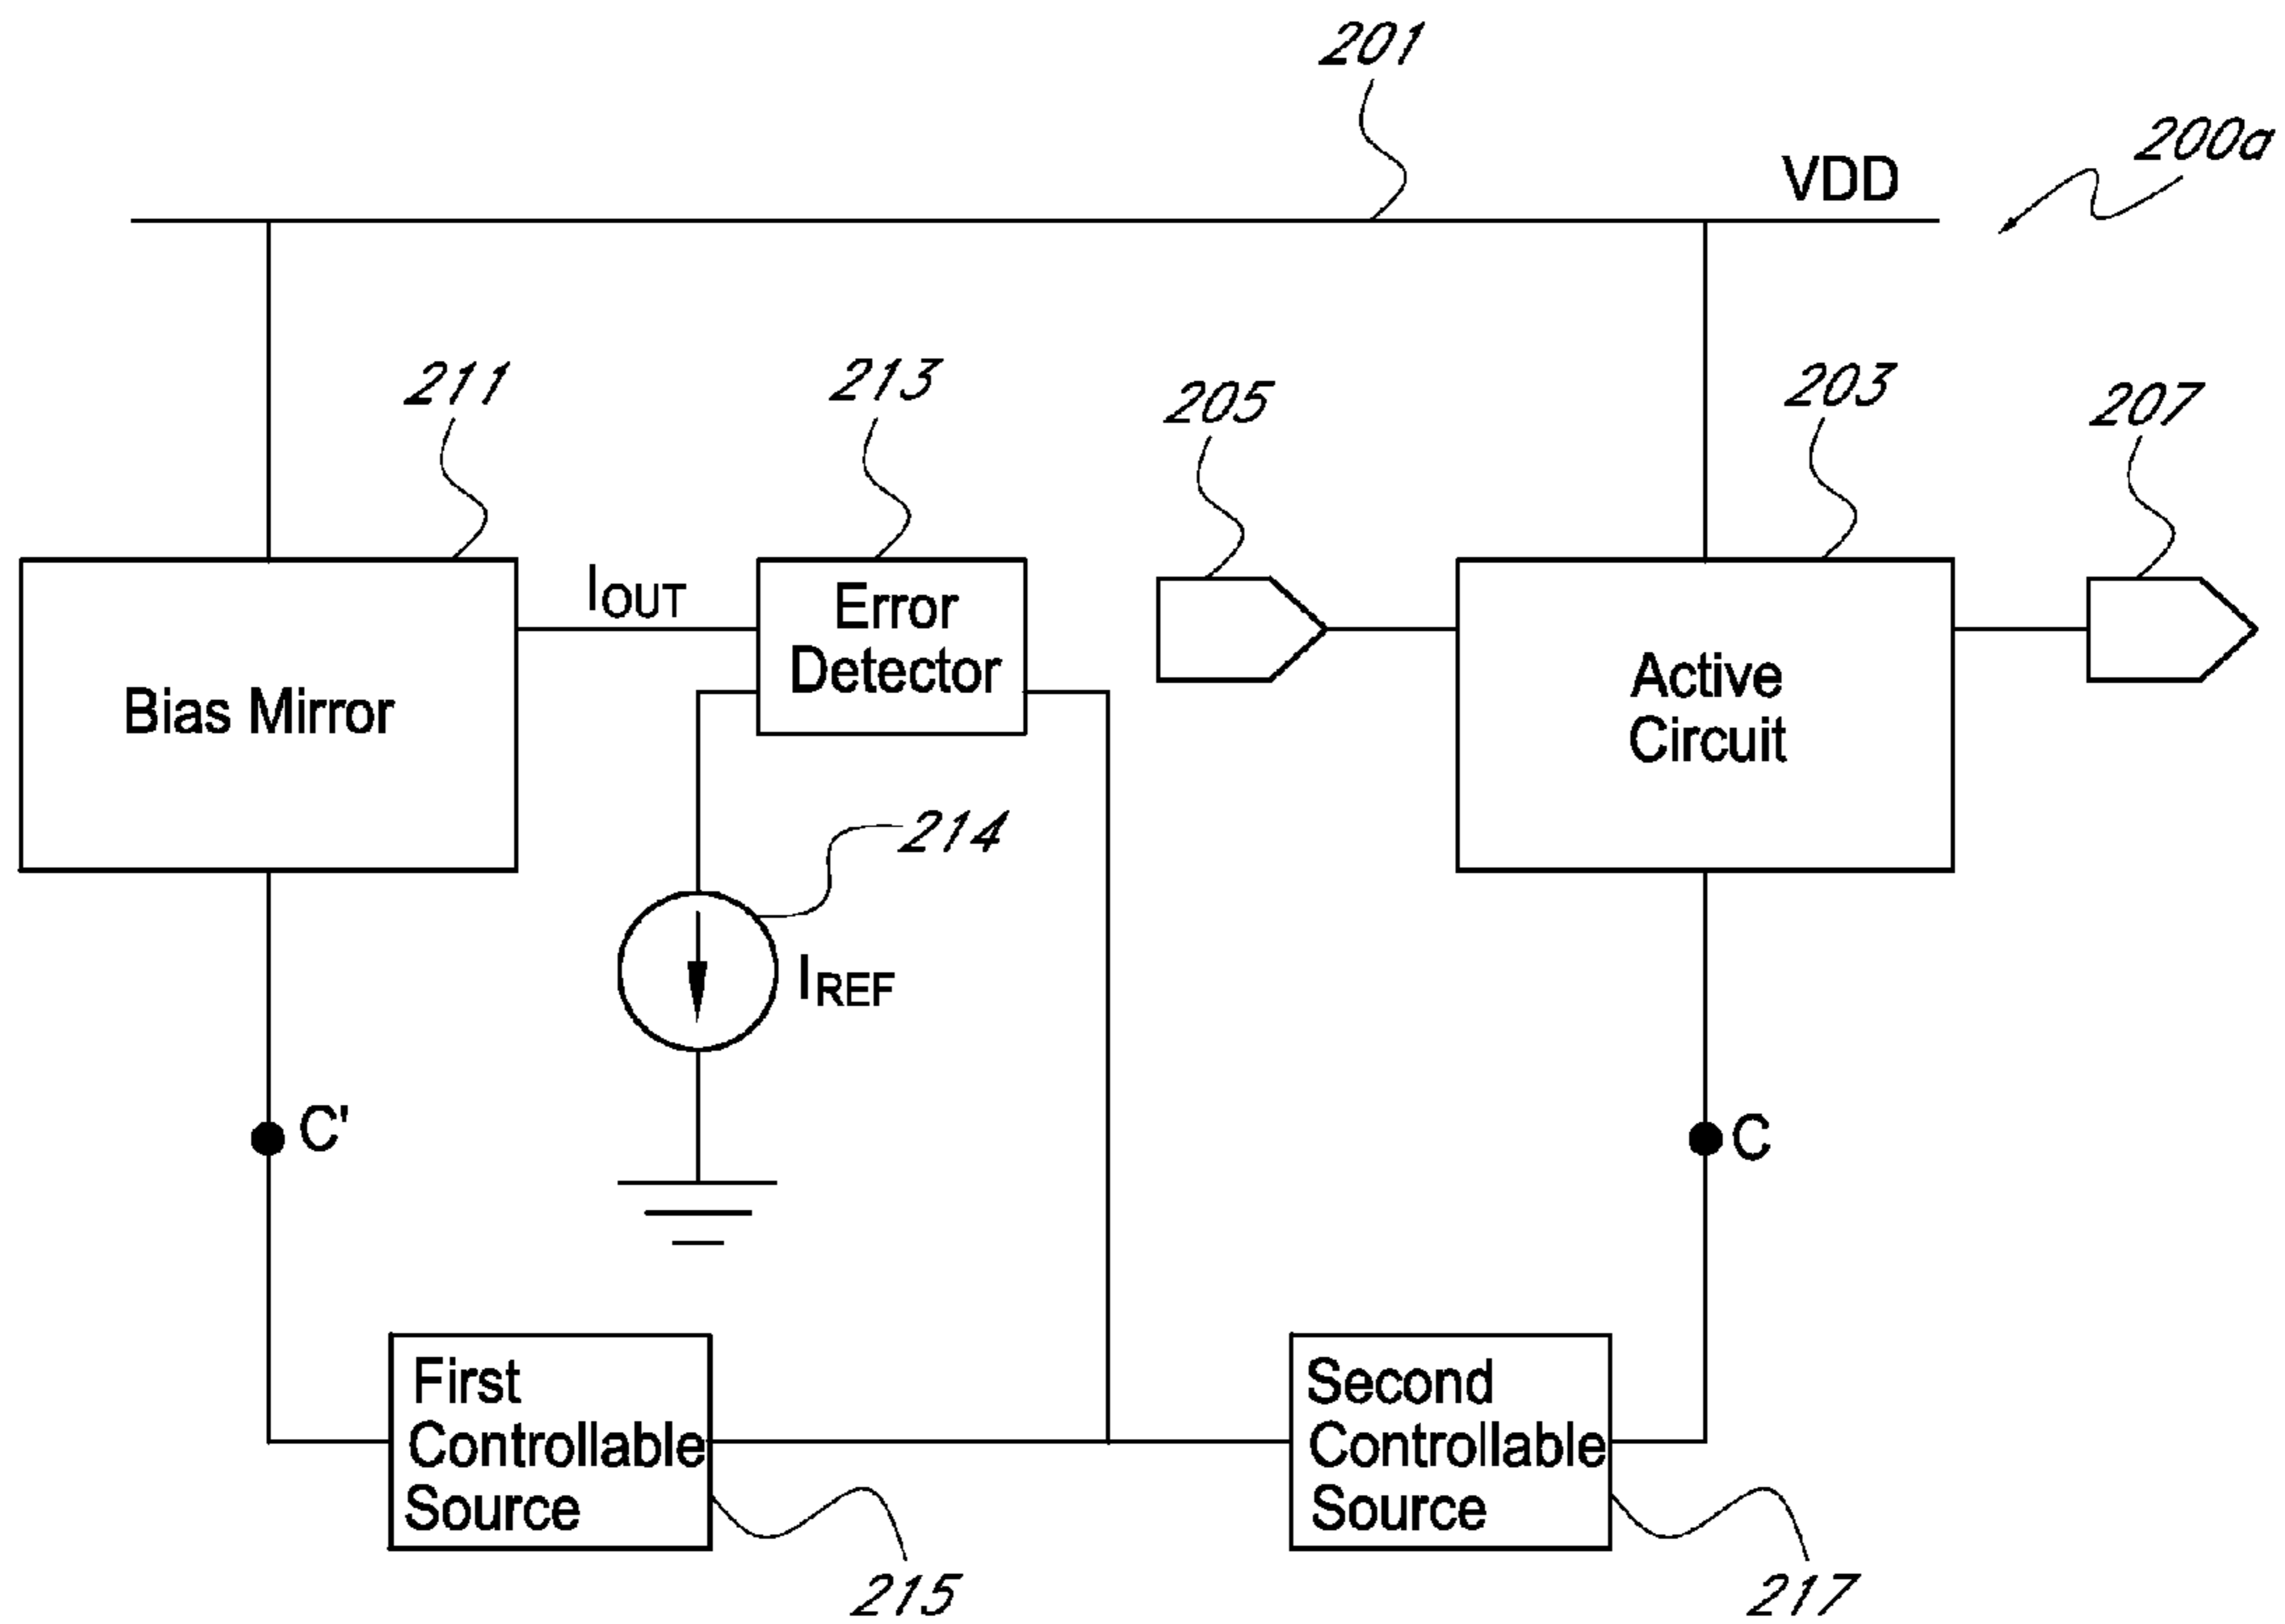 201
200a
VDD
211
213
205
203
207
IOUT
Error
Detector
Bias Mirror
Active
Circuit
214
IREF
C'
C
First
Controllable
Source
Second
Controllable
Source
215
217